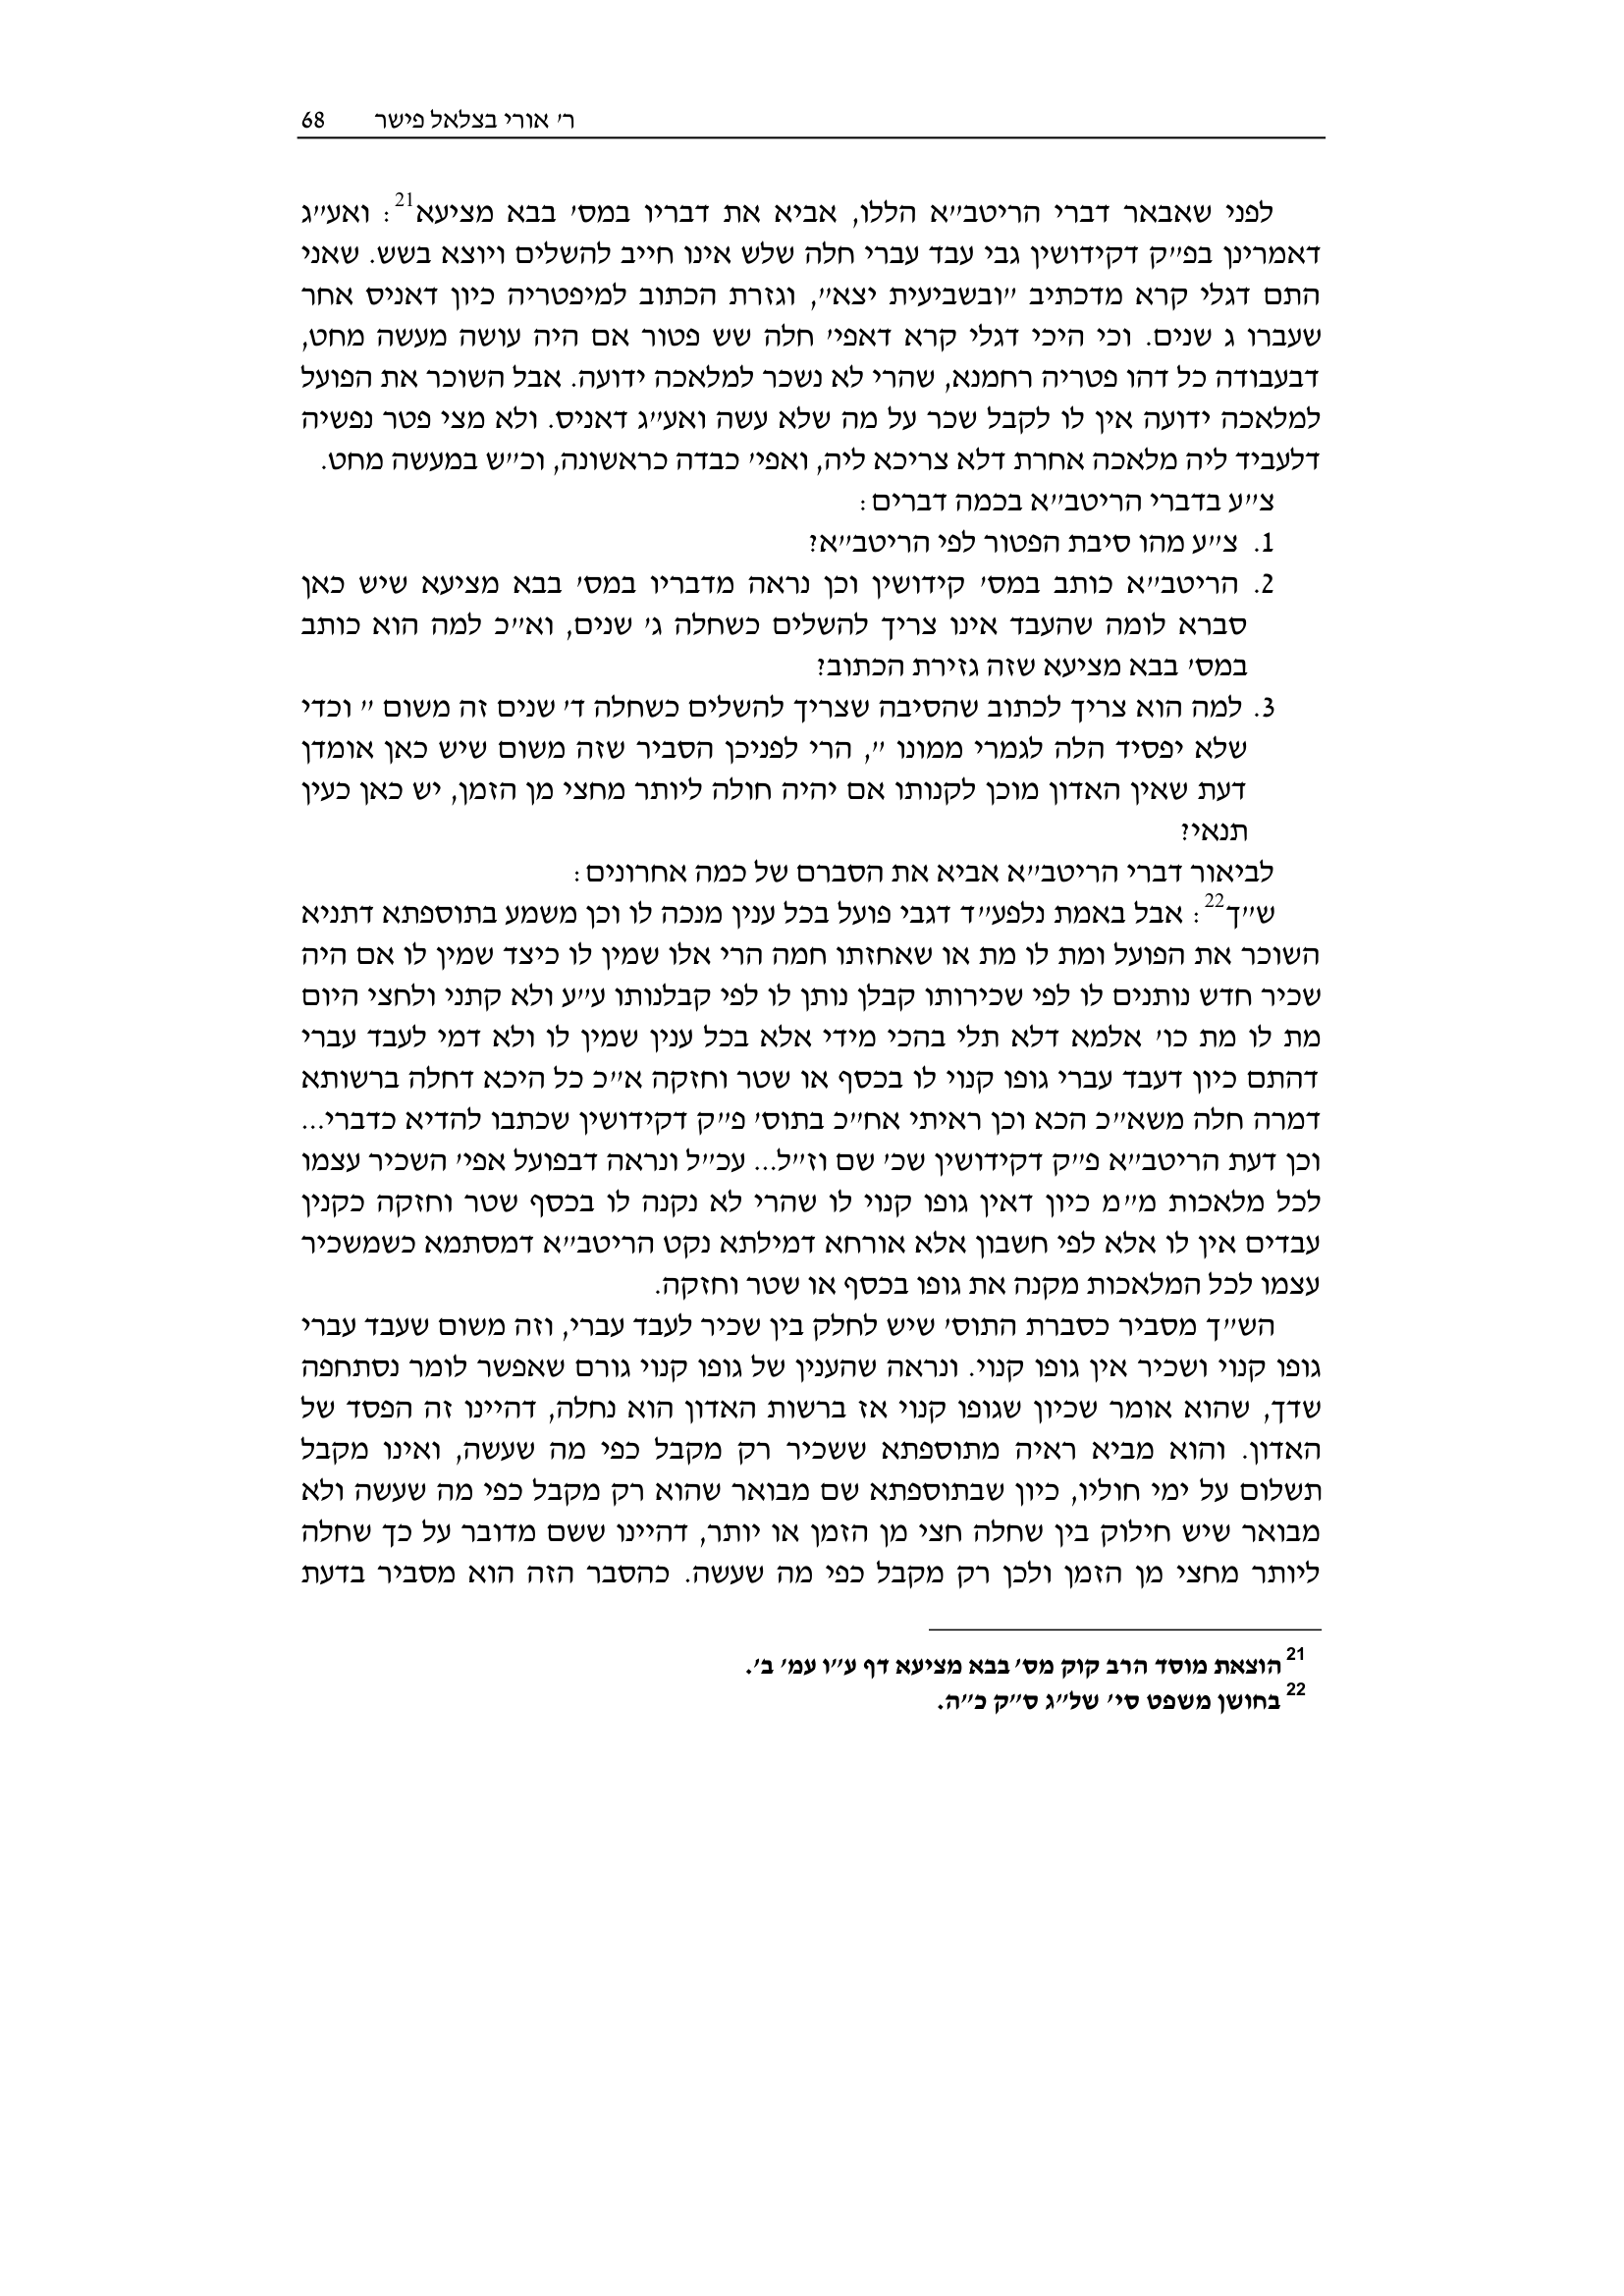 ר׳ אורי בצלאל פישר 68
לפני שאבאר דברי הריטב״א הללו, אביא את דבריו במס׳ בבא מציעא21: ואע״ג
דאמרינן בפ״ק דקידושין גבי עבד עברי חלה שלש אינו חייב להשלים ויוצא בשש. שאני
התם דגלי קרא מדכתיב ״ובשביעית יצא״, וגזרת הכתוב למיפטריה כיון דאניס אחר
שעברו ג שנים. וכי היכי דגלי קרא דאפי׳ חלה שש פטור אם היה עושה מעשה מחט,
דבעבודה כל דהו פטריה רחמנא, שהרי לא נשכר למלאכה ידועה. אבל השוכר את הפועל
למלאכה ידועה אין לו לקבל שכר על מה שלא עשה ואע״ג דאניס. ולא מצי פטר נפשיה
דלעביד ליה מלאכה אחרת דלא צריכא ליה, ואפי׳ כבדה כראשונה, וכ״ש במעשה מחט.
צ״ע בדברי הריטב״א בכמה דברים:
1. צ״ע מהו סיבת הפטור לפי הריטב״א?
2. הריטב״א כותב במס׳ קידושין וכן נראה מדבריו במס׳ בבא מציעא שיש כאן
סברא לומה שהעבד אינו צריך להשלים כשחלה ג׳ שנים, וא״כ למה הוא כותב
במס׳ בבא מציעא שזה גזירת הכתוב?
3. למה הוא צריך לכתוב שהסיבה שצריך להשלים כשחלה ד׳ שנים זה משום ״ וכדי
שלא יפסיד הלה לגמרי ממונו ״, הרי לפניכן הסביר שזה משום שיש כאן אומדן
דעת שאין האדון מוכן לקנותו אם יהיה חולה ליותר מחצי מן הזמן, יש כאן כעין
תנאי?
לביאור דברי הריטב״א אביא את הסברם של כמה אחרונים:
ש״ך22: אבל באמת נלפע״ד דגבי פועל בכל ענין מנכה לו וכן משמע בתוספתא דתניא
השוכר את הפועל ומת לו מת או שאחזתו חמה הרי אלו שמין לו כיצד שמין לו אם היה
שכיר חדש נותנים לו לפי שכירותו קבלן נותן לו לפי קבלנותו ע״ע ולא קתני ולחצי היום
מת לו מת כו׳ אלמא דלא תלי בהכי מידי אלא בכל ענין שמין לו ולא דמי לעבד עברי
דהתם כיון דעבד עברי גופו קנוי לו בכסף או שטר וחזקה א״כ כל היכא דחלה ברשותא
דמרה חלה משא״כ הכא וכן ראיתי אח״כ בתוס׳ פ״ק דקידושין שכתבו להדיא כדברי...
וכן דעת הריטב״א פ״ק דקידושין שכ׳ שם וז״ל... עכ״ל ונראה דבפועל אפי׳ השכיר עצמו
לכל מלאכות מ״מ כיון דאין גופו קנוי לו שהרי לא נקנה לו בכסף שטר וחזקה כקנין
עבדים אין לו אלא לפי חשבון אלא אורחא דמילתא נקט הריטב״א דמסתמא כשמשכיר
עצמו לכל המלאכות מקנה את גופו בכסף או שטר וחזקה.
הש״ך מסביר כסברת התוס׳ שיש לחלק בין שכיר לעבד עברי, וזה משום שעבד עברי
גופו קנוי ושכיר אין גופו קנוי. ונראה שהענין של גופו קנוי גורם שאפשר לומר נסתחפה
שדך, שהוא אומר שכיון שגופו קנוי אז ברשות האדון הוא נחלה, דהיינו זה הפסד של
האדון. והוא מביא ראיה מתוספתא ששכיר רק מקבל כפי מה שעשה, ואינו מקבל
תשלום על ימי חוליו, כיון שבתוספתא שם מבואר שהוא רק מקבל כפי מה שעשה ולא
מבואר שיש חילוק בין שחלה חצי מן הזמן או יותר, דהיינו ששם מדובר על כך שחלה
ליותר מחצי מן הזמן ולכן רק מקבל כפי מה שעשה. כהסבר הזה הוא מסביר בדעת
21 הוצאת מוסד הרב קוק מס׳ בבא מציעא דף ע״ו עמ׳ ב׳.
22 בחושן משפט סי׳ של״ג ס״ק כ״ה.